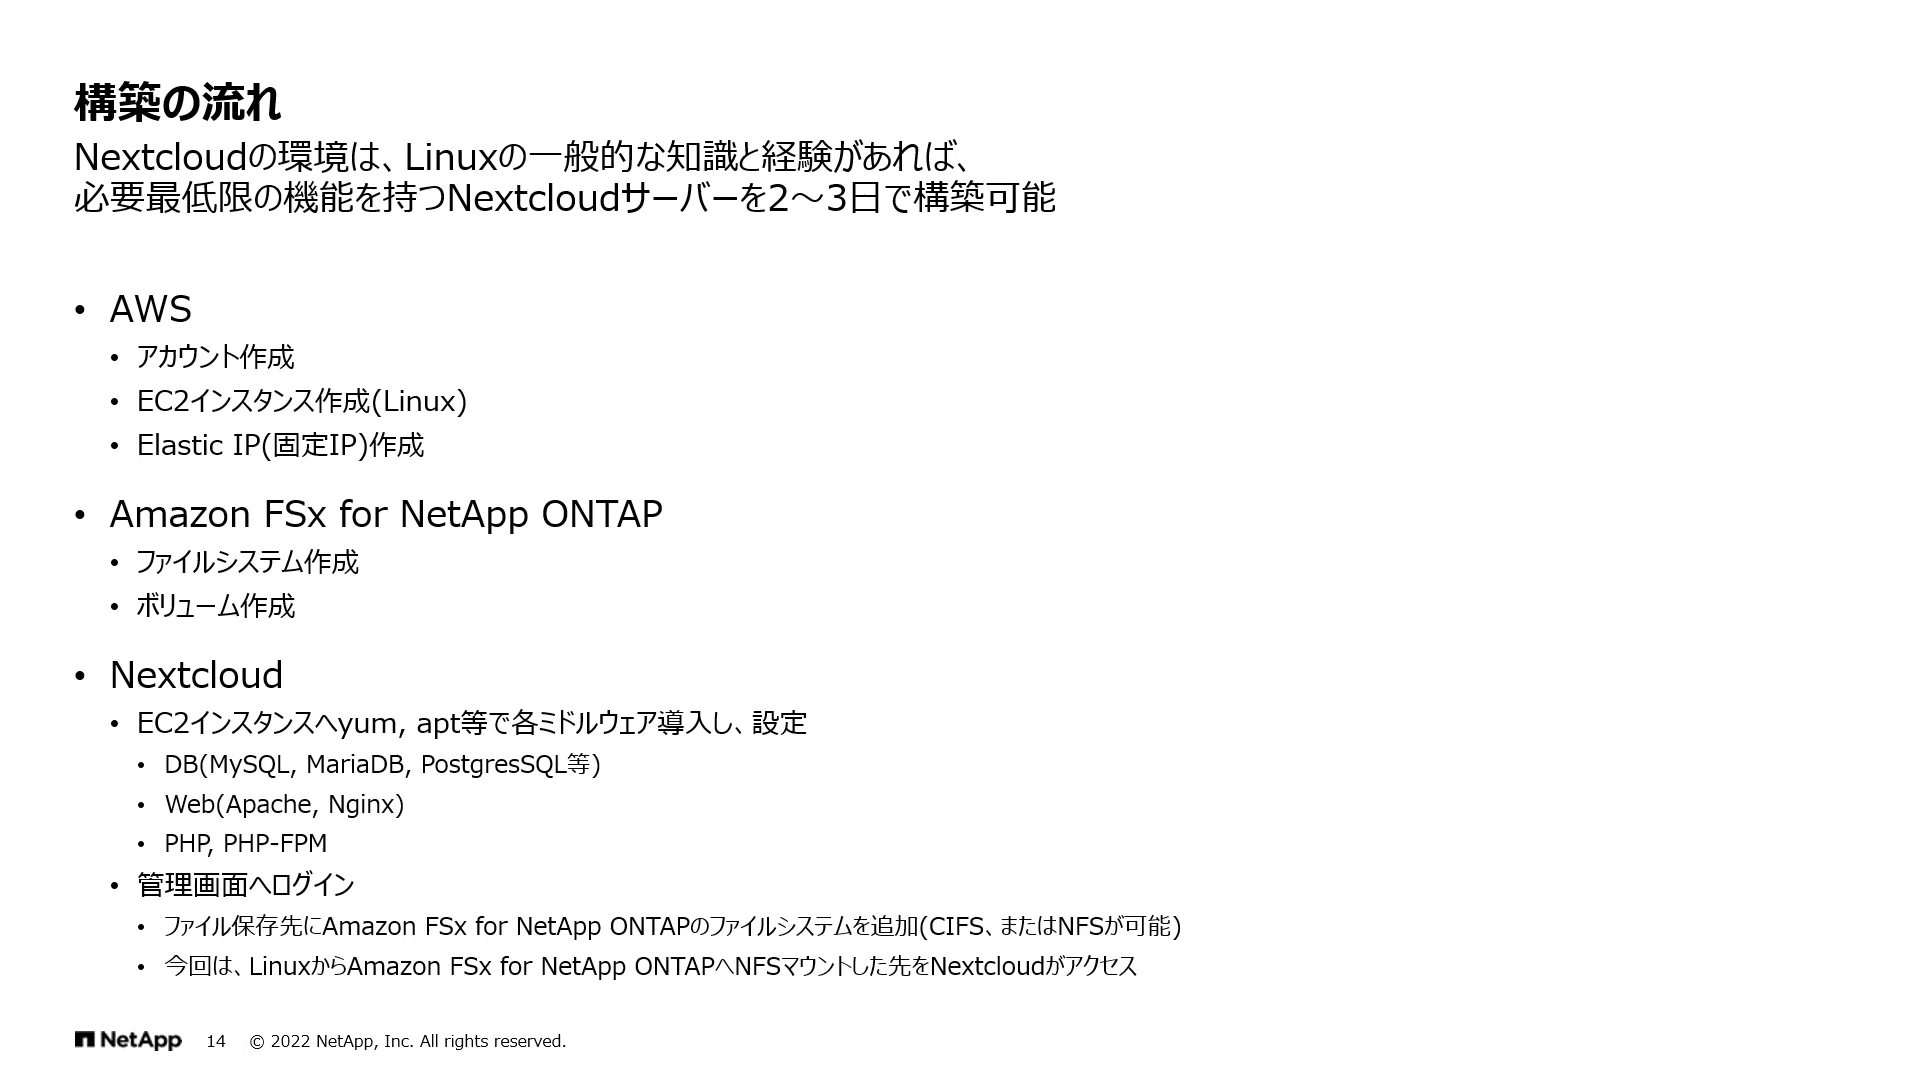 構築の流れ
Nextcloudの環境は、Linuxの一般的な知識と経験があれば、
必要最低限の機能を持つNextcloudサーバーを2～3日で構築可能
• AWS
• アカウント作成
• EC2インスタンス作成(Linux)
• Elastic IP(固定IP)作成
• Amazon FSx for NetApp ONTAP
• ファイルシステム作成
• ボリューム作成
• Nextcloud
• EC2インスタンスへyum, apt等で各ミドルウェア導入し、設定
• DB(MySQL, MariaDB, PostgresSQL等)
• Web(Apache, Nginx)
• PHP, PHP-FPM
• 管理画面へログイン
• ファイル保存先にAmazon FSx for NetApp ONTAPのファイルシステムを追加(CIFS、またはNFSが可能)
• 今回は、LinuxからAmazon FSx for NetApp ONTAPへNFSマウントした先をNextcloudがアクセス
NetApp 14 © 2022 NetApp, Inc. All rights reserved.